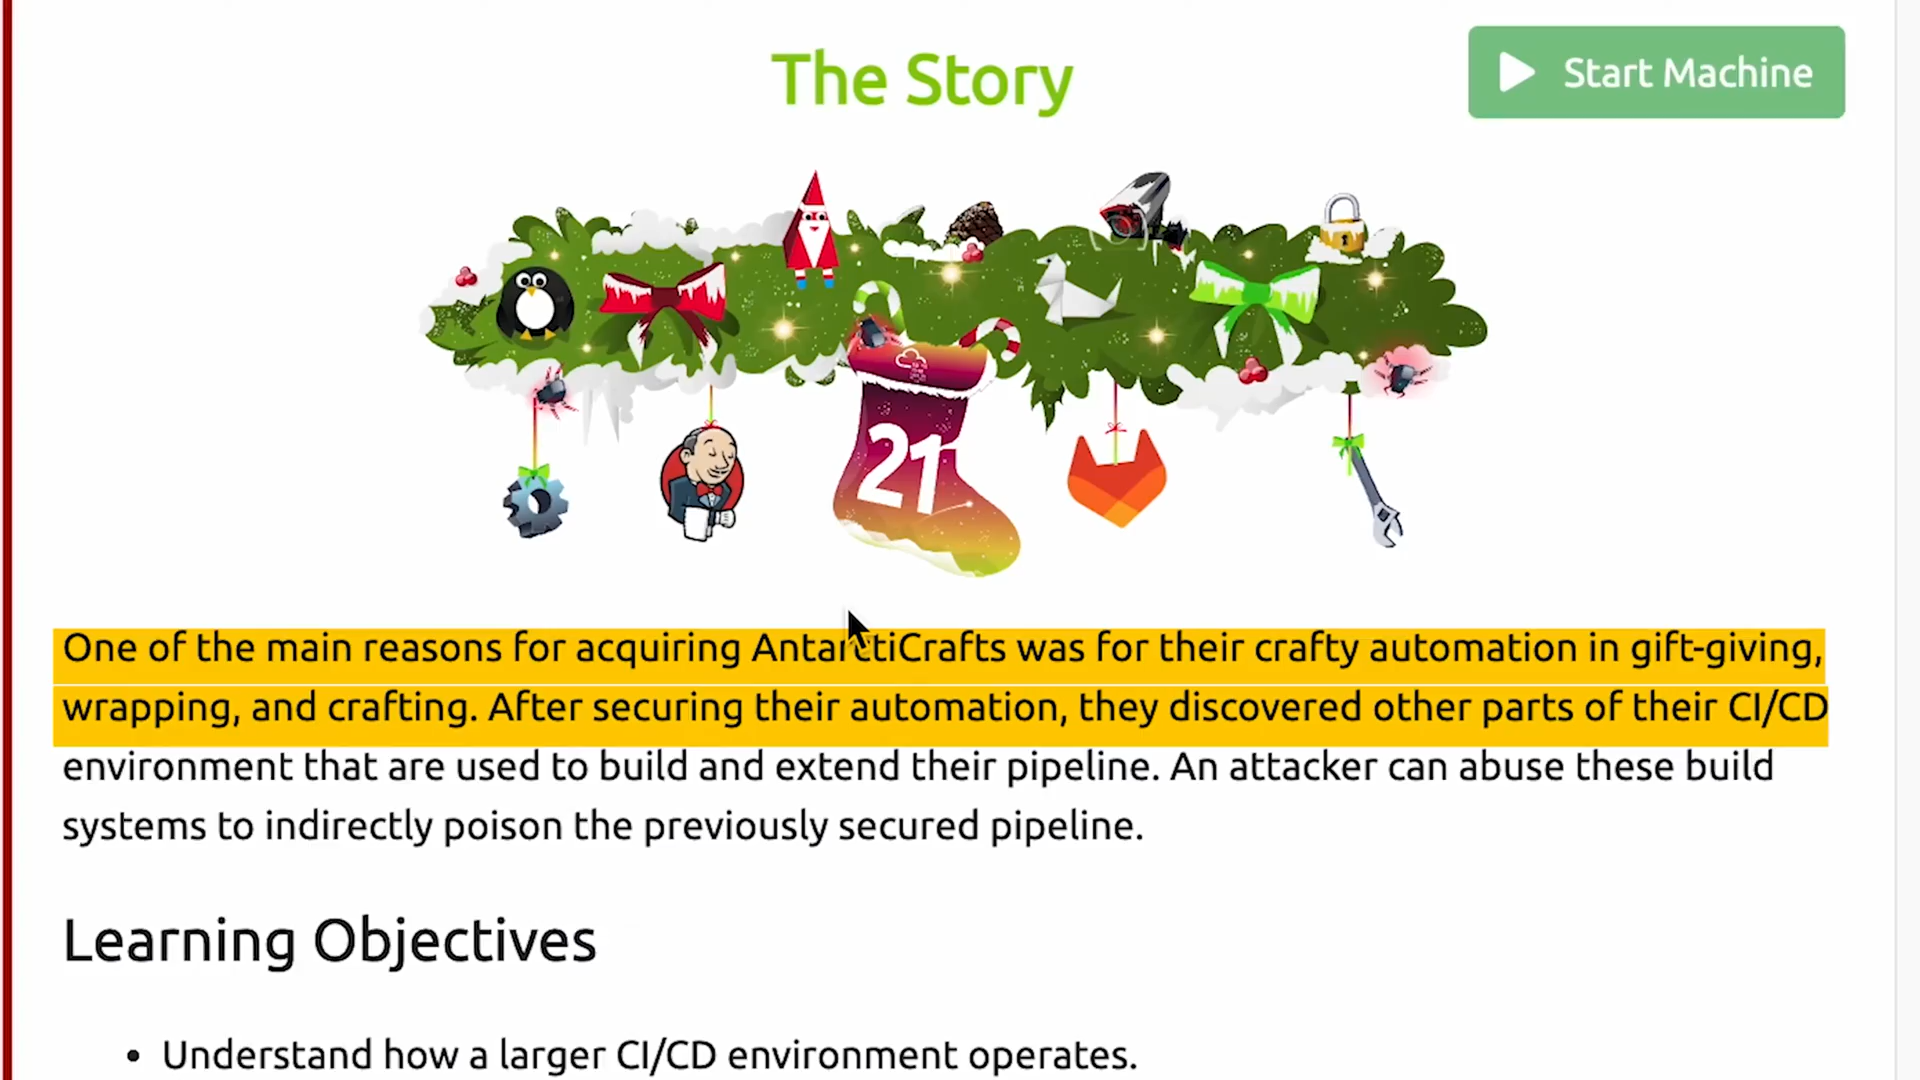 The Story
Start Machine
21
One of the main reasons for acquiring AntarctiCrafts was for their crafty automation in gift-giving,
wrapping, and crafting. After securing their automation, they discovered other parts of their CI/CD
environment that are used to build and extend their pipeline. An attacker can abuse these build
systems to indirectly poison the previously secured pipeline.
Learning Objectives
• Understand how a larger CI/CD environment operates.